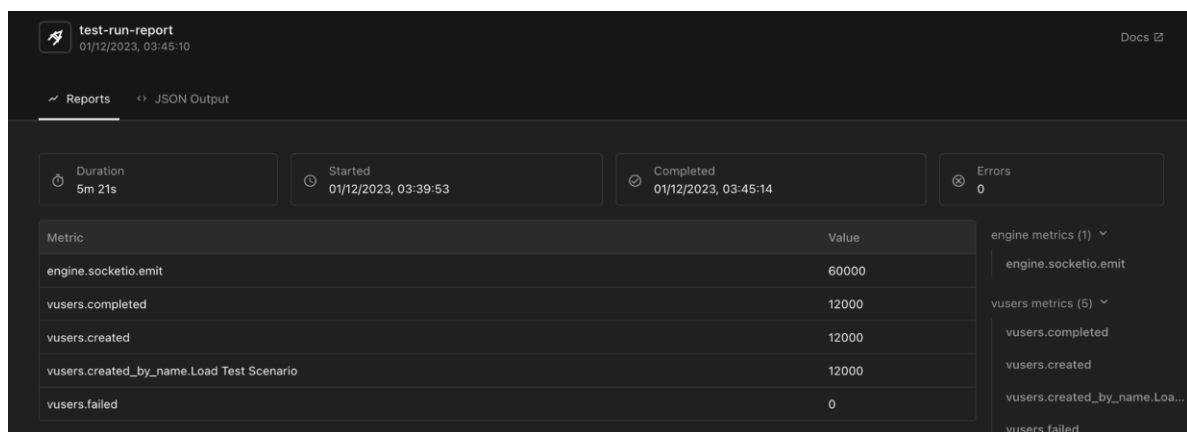 test-run-report
01/12/2023, 03:45:10
Docs
Reports
JSON Output
Duration
5m 21s
Started
01/12/2023, 03:39:53
Completed
01/12/2023, 03:45:14
Errors
0
Metric Value
engine.socketio.emit 60000
vusers.completed 12000
vusers.created 12000
vusers.created_by_name.Load Test Scenario 12000
vusers.failed 0
engine metrics (1)
engine.socketio.emit
vusers metrics (5)
vusers.completed
vusers.created
vusers.created_by_name.Loa...
vusers.failed